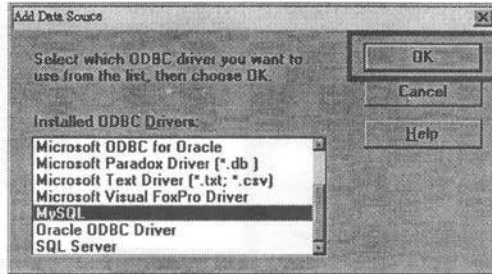 Add Data Source
Select which ODBC driver you want to
use from the list, then choose OK.
OK
Cancel
Help
Installed ODBC Drivers:
Microsoft ODBC for Oracle
Microsoft Paradox Driver (*.db )
Microsoft Text Driver (*.txt; *.csv)
Microsoft Visual FoxPro Driver
MySQL
Oracle ODBC Driver
SQL Server